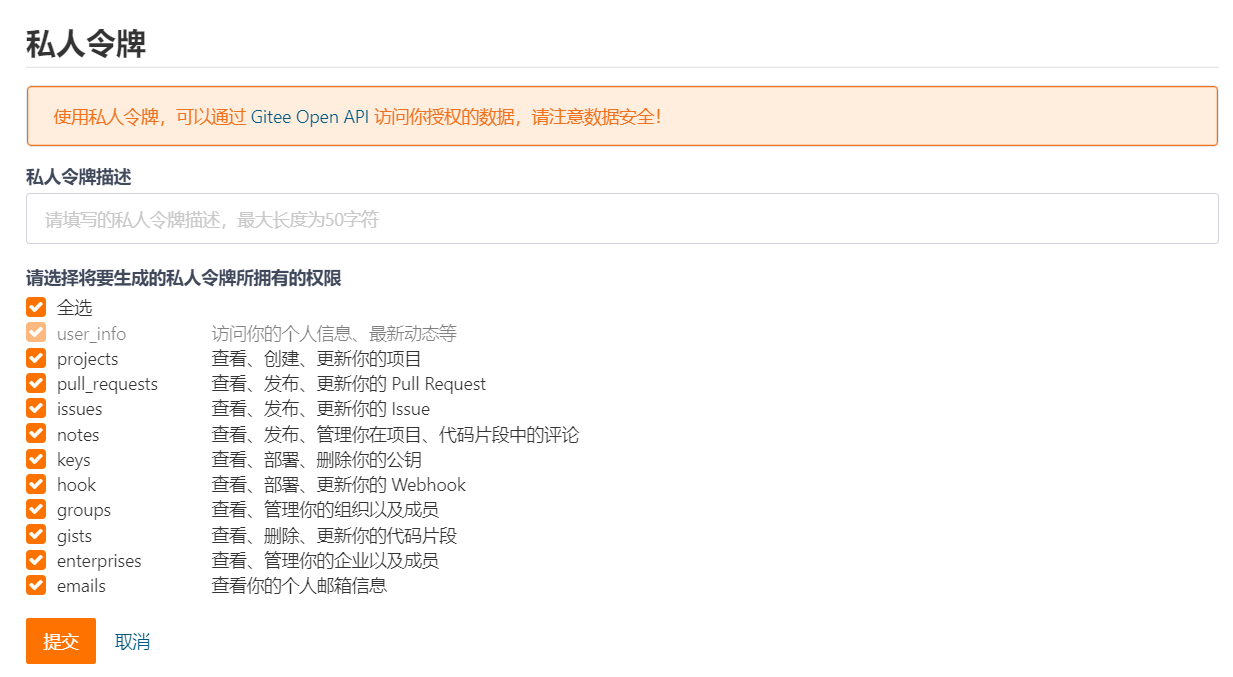 私人令牌
使用私人令牌，可以通过 Gitee Open API 访问你授权的数据，请注意数据安全！
私人令牌描述
请填写的私人令牌描述，最大长度为50字符
请选择将要生成的私人令牌所拥有的权限
全选
user_info 访问你的个人信息、最新动态等
projects 查看、创建、更新你的项目
pull_requests 查看、发布、更新你的 Pull Request
issues 查看、发布、更新你的 Issue
notes 查看、发布、管理你在项目、代码片段中的评论
keys 查看、部署、删除你的公钥
hook 查看、部署、更新你的 Webhook
groups 查看、管理你的组织以及成员
gists 查看、删除、更新你的代码片段
enterprises 查看、管理你的企业以及成员
emails 查看你的个人邮箱信息
提交 取消